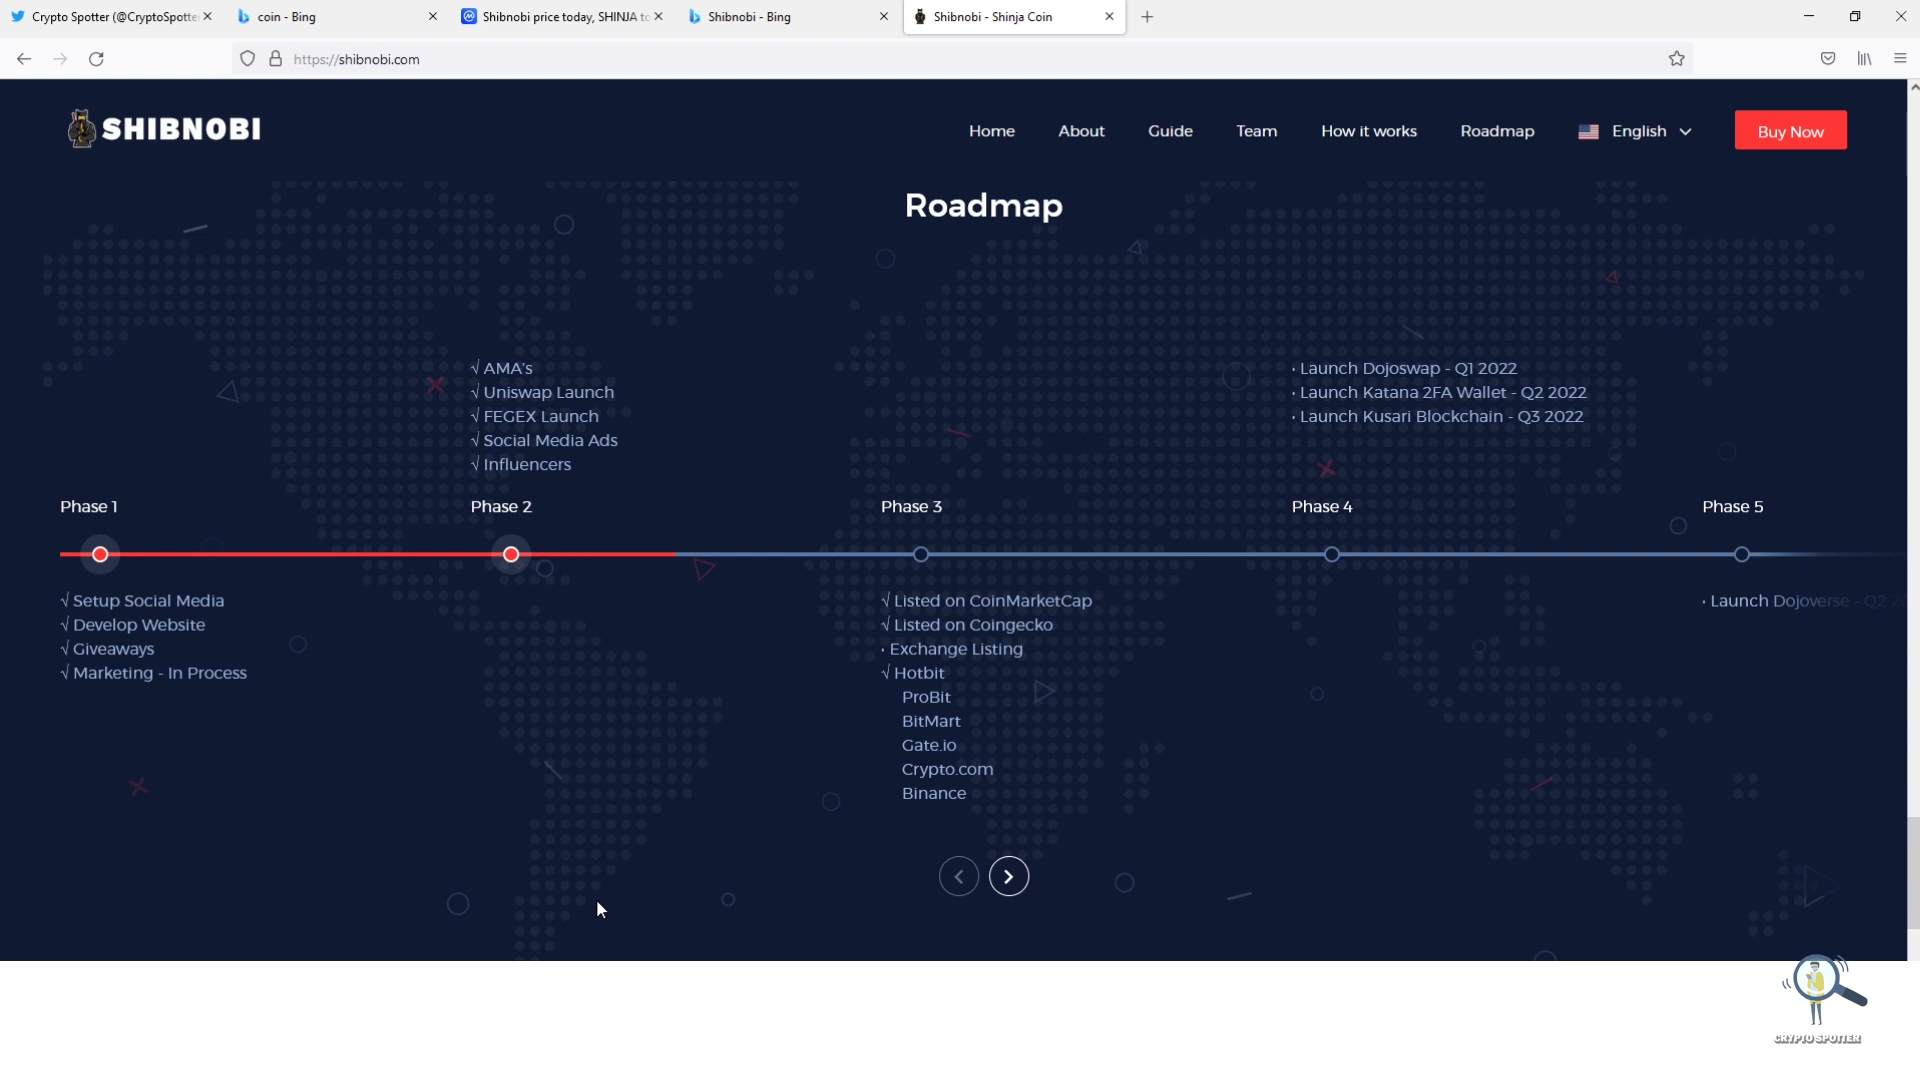 Crypto Spotter (@CryptoSpotte
coin - Bing
Shibnobi price today, SHINJA to
Shibnobi - Bing
Shibnobi - Shinja Coin
https://shibnobi.com
SHIBNOBI
Home
About
Guide
Team
How it works
Roadmap
English
Buy Now
Roadmap
√ AMA's
√ Uniswap Launch
√ FEGEX Launch
√ Social Media Ads
√ Influencers
· Launch Dojoswap - Q1 2022
· Launch Katana 2FA Wallet - Q2 2022
· Launch Kusari Blockchain - Q3 2022
Phase 1
Phase 2
Phase 3
Phase 4
Phase 5
√ Setup Social Media
√ Develop Website
√ Giveaways
√ Marketing - In Process
√ Listed on CoinMarketCap
√ Listed on Coingecko
· Exchange Listing
√ Hotbit
ProBit
BitMart
Gate.io
Crypto.com
Binance
· Launch Dojoverse - Q2
CRYPTO SPOTTER